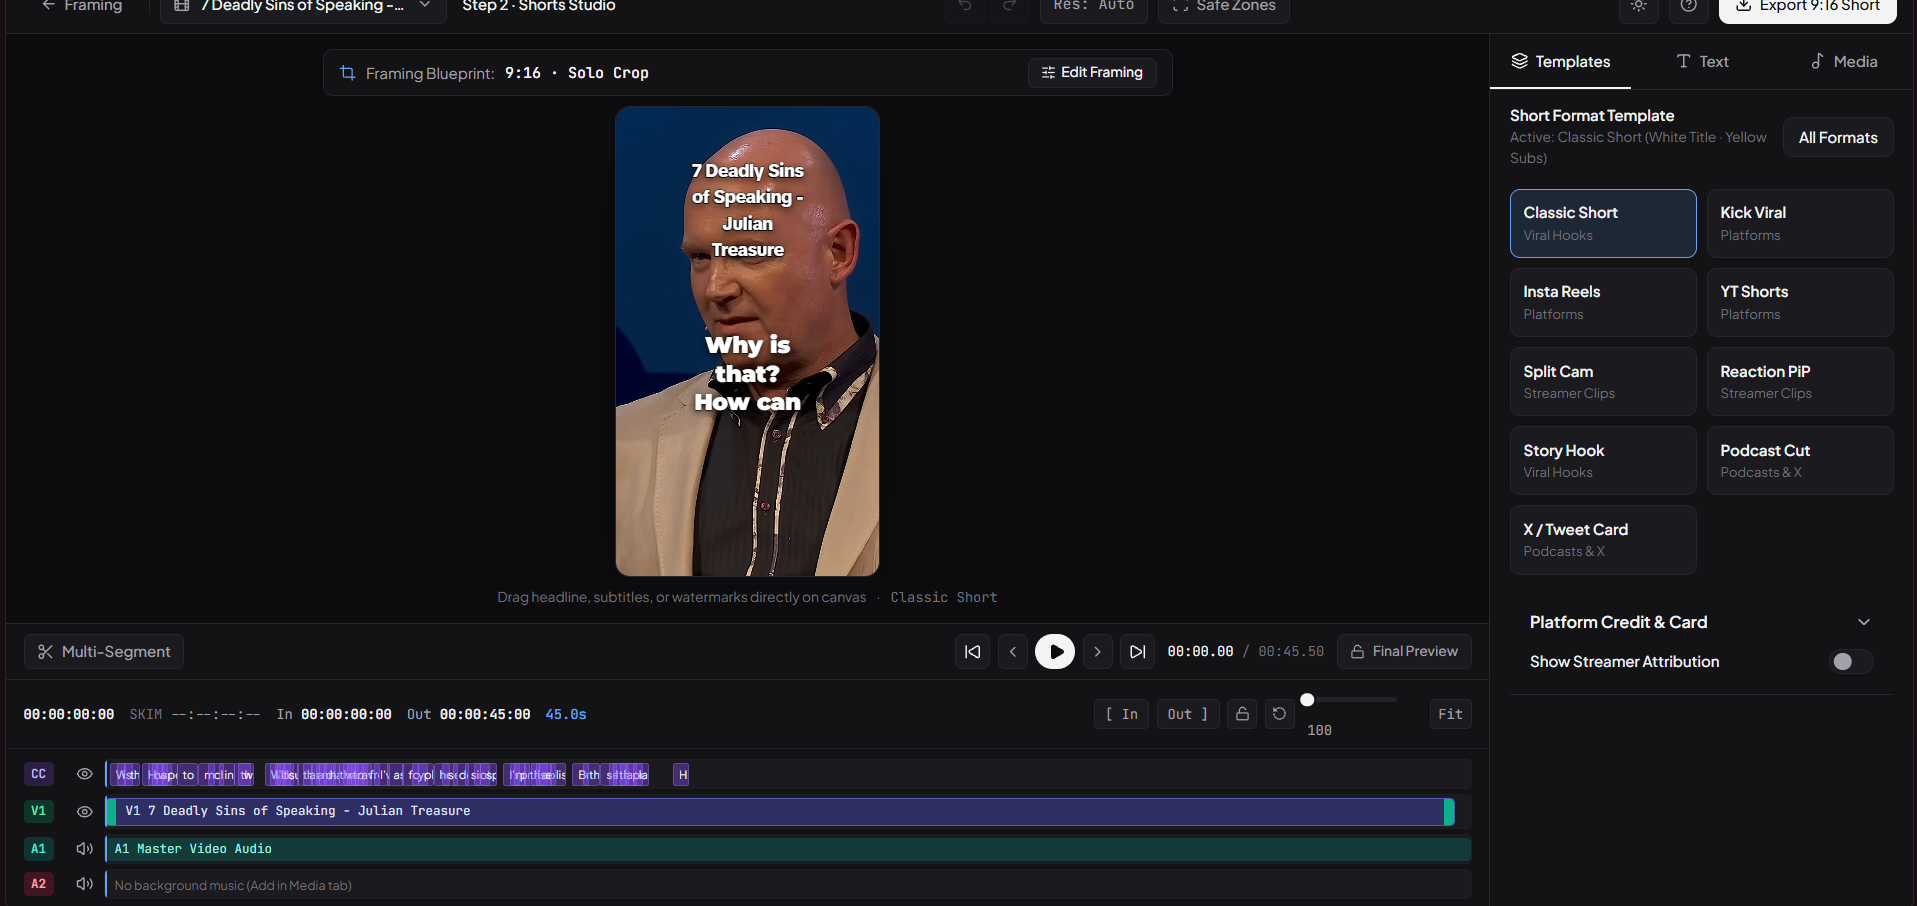 Framing
7 Deadly Sins of Speaking -...
Step 2 · Shorts Studio
Res: Auto
Safe Zones
Export 9:16 Short
Framing Blueprint: 9:16 · Solo Crop
Edit Framing
7 Deadly Sins
of Speaking -
Julian
Treasure
Why is
that?
How can
Drag headline, subtitles, or watermarks directly on canvas · Classic Short
Templates
Text
Media
Short Format Template
Active: Classic Short (White Title · Yellow
Subs)
All Formats
Classic Short
Viral Hooks
Kick Viral
Platforms
Insta Reels
Platforms
YT Shorts
Platforms
Split Cam
Streamer Clips
Reaction PiP
Streamer Clips
Story Hook
Viral Hooks
Podcast Cut
Podcasts & X
X / Tweet Card
Podcasts & X
Platform Credit & Card
Show Streamer Attribution
Multi-Segment
00:00.00 / 00:45.50
Final Preview
00:00:00:00 SKIM --:--:--:-- In 00:00:00:00 Out 00:00:45:00 45.0s
[ In
Out ]
100
Fit
CC
to
H
V1
V1 7 Deadly Sins of Speaking - Julian Treasure
A1
A1 Master Video Audio
A2
No background music (Add in Media tab)